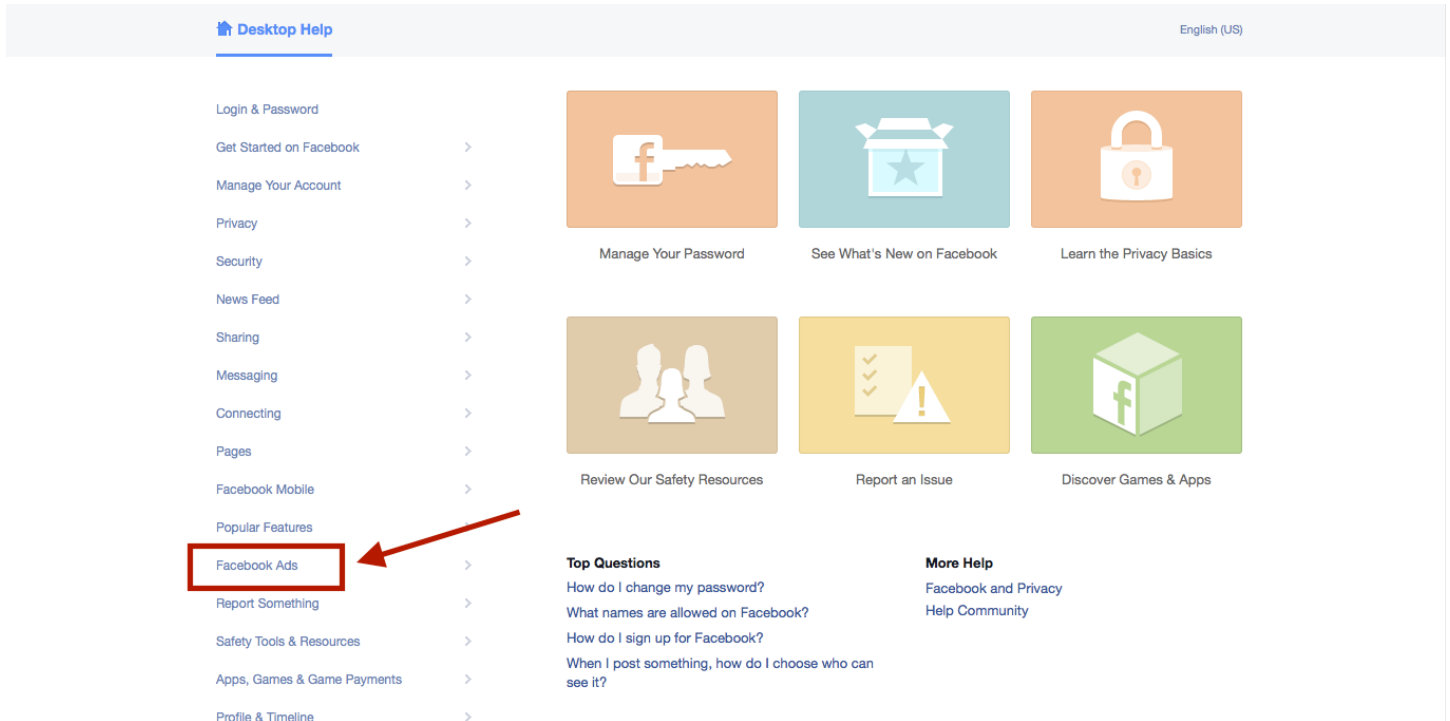 Desktop Help
English (US)
Login & Password
Get Started on Facebook
Manage Your Account
Privacy
Security
News Feed
Sharing
Messaging
Connecting
Pages
Facebook Mobile
Popular Features
Facebook Ads
Report Something
Safety Tools & Resources
Apps, Games & Game Payments
Profile & Timeline
Manage Your Password
See What's New on Facebook
Learn the Privacy Basics
Review Our Safety Resources
Report an Issue
Discover Games & Apps
Top Questions
How do I change my password?
What names are allowed on Facebook?
How do I sign up for Facebook?
When I post something, how do I choose who can
see it?
More Help
Facebook and Privacy
Help Community